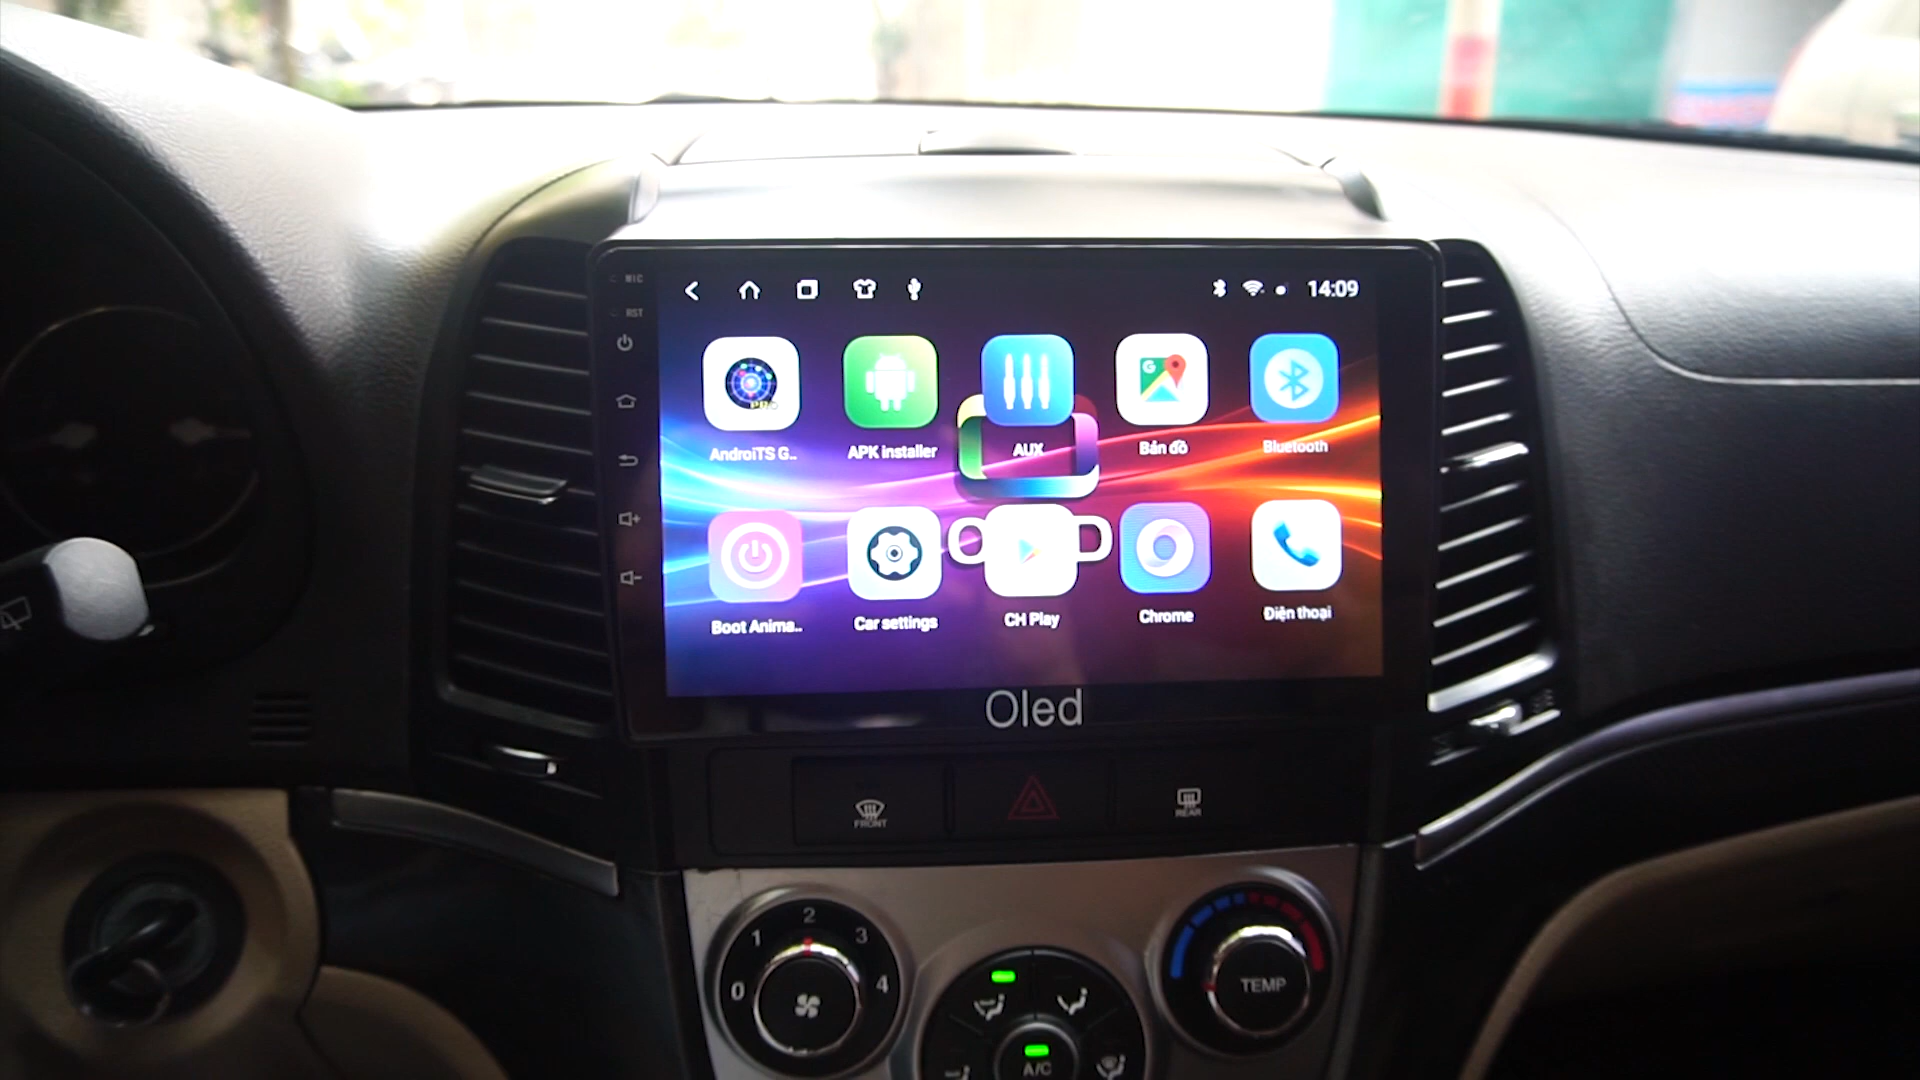 MIC
14:09
RST
AndroiTS G..
APK installer
AUX
Bản đồ
Bluetooth
O D
Boot Anima..
Car settings
CH Play
Chrome
Điện thoại
Oled
FRONT
REAR
0 1 2 3 4
TEMP
A/C